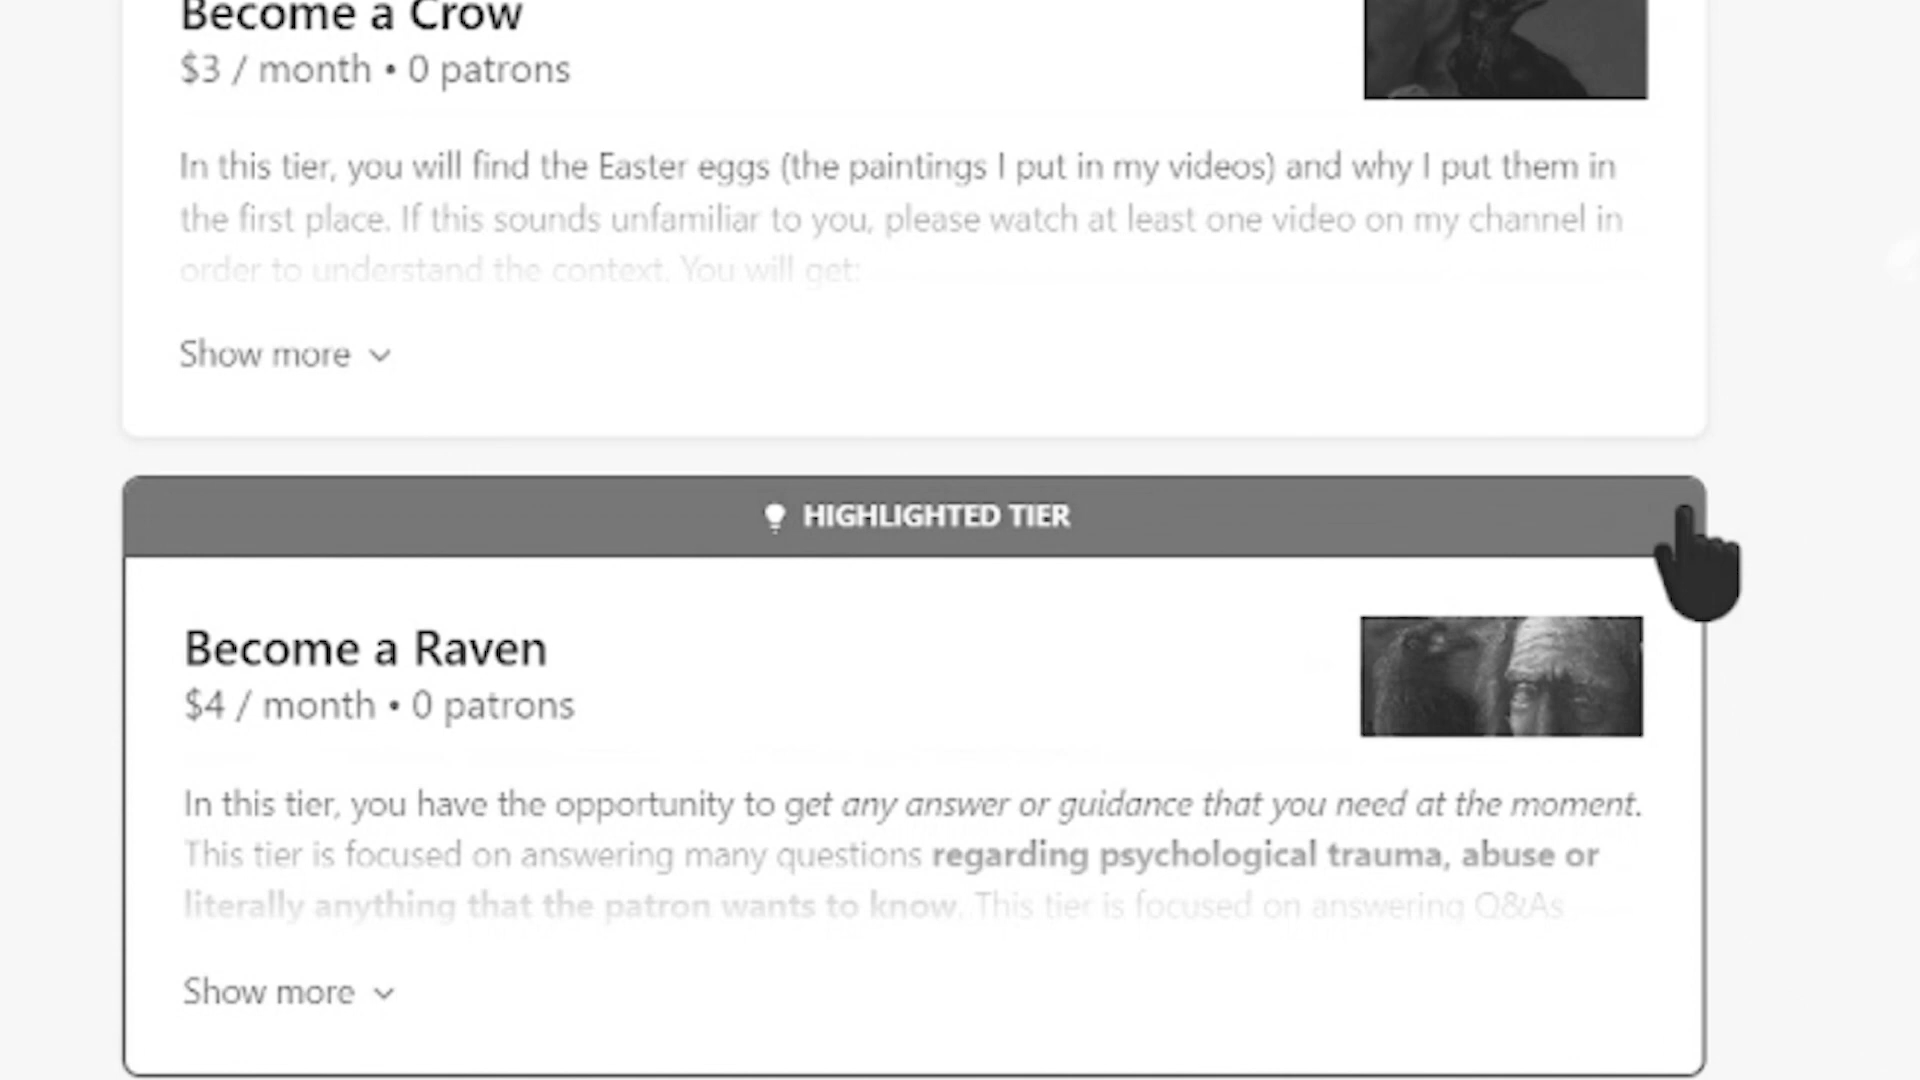 Become a Crow
$3 / month • 0 patrons
In this tier, you will find the Easter eggs (the paintings I put in my videos) and why I put them in
the first place. If this sounds unfamiliar to you, please watch at least one video on my channel in
order to understand the context. You will get:
Show more
HIGHLIGHTED TIER
Become a Raven
$4 / month • 0 patrons
In this tier, you have the opportunity to get any answer or guidance that you need at the moment.
This tier is focused on answering many questions regarding psychological trauma, abuse or
literally anything that the patron wants to know. This tier is focused on answering Q&As
Show more